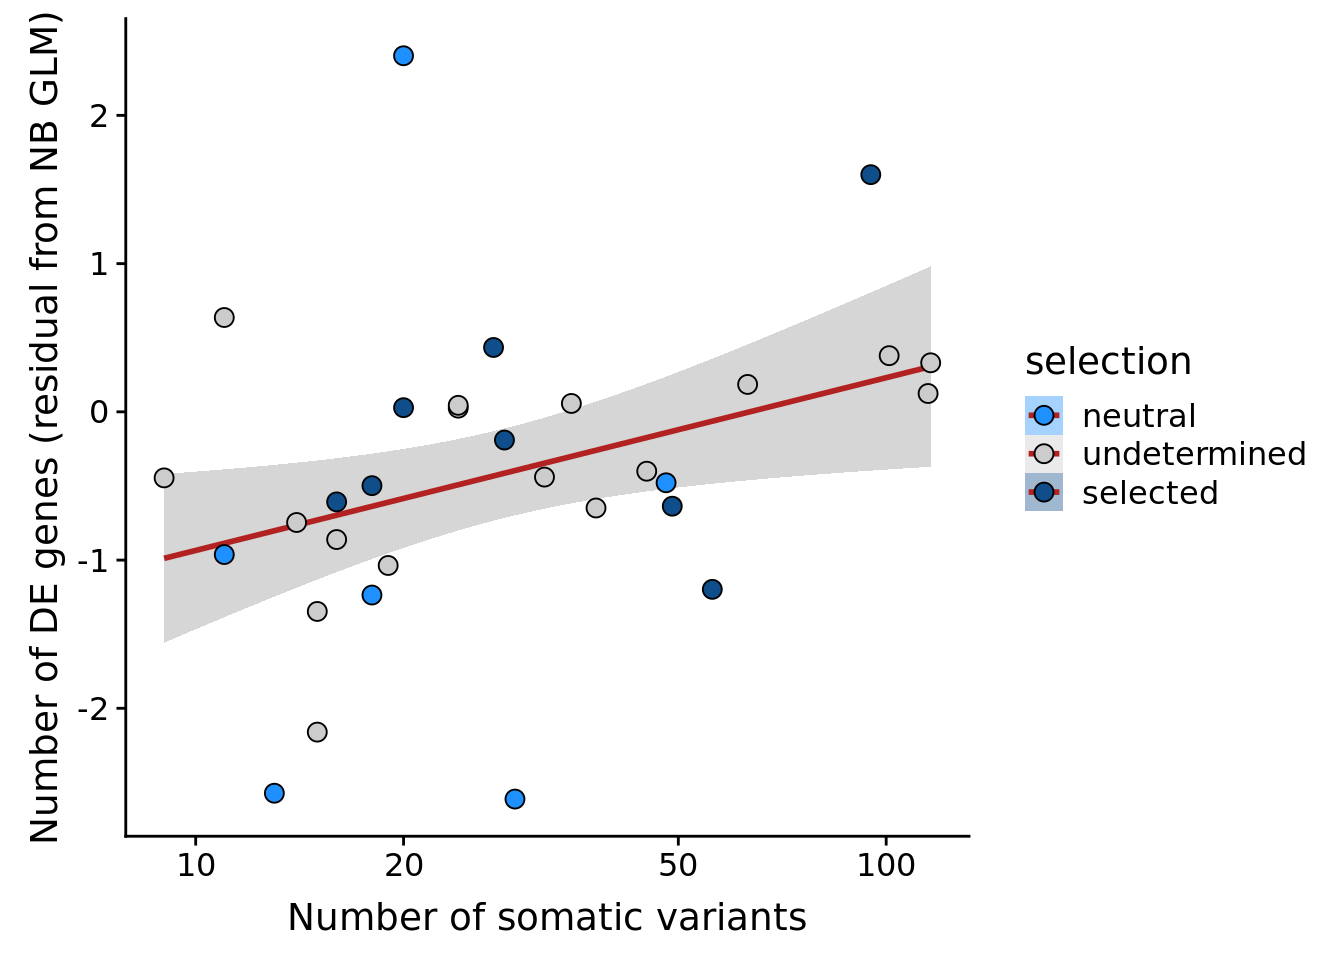 Number of DE genes (residual from NB GLM)
2
1
0
-1
-2
10 20 50 100
Number of somatic variants
selection
neutral
undetermined
selected